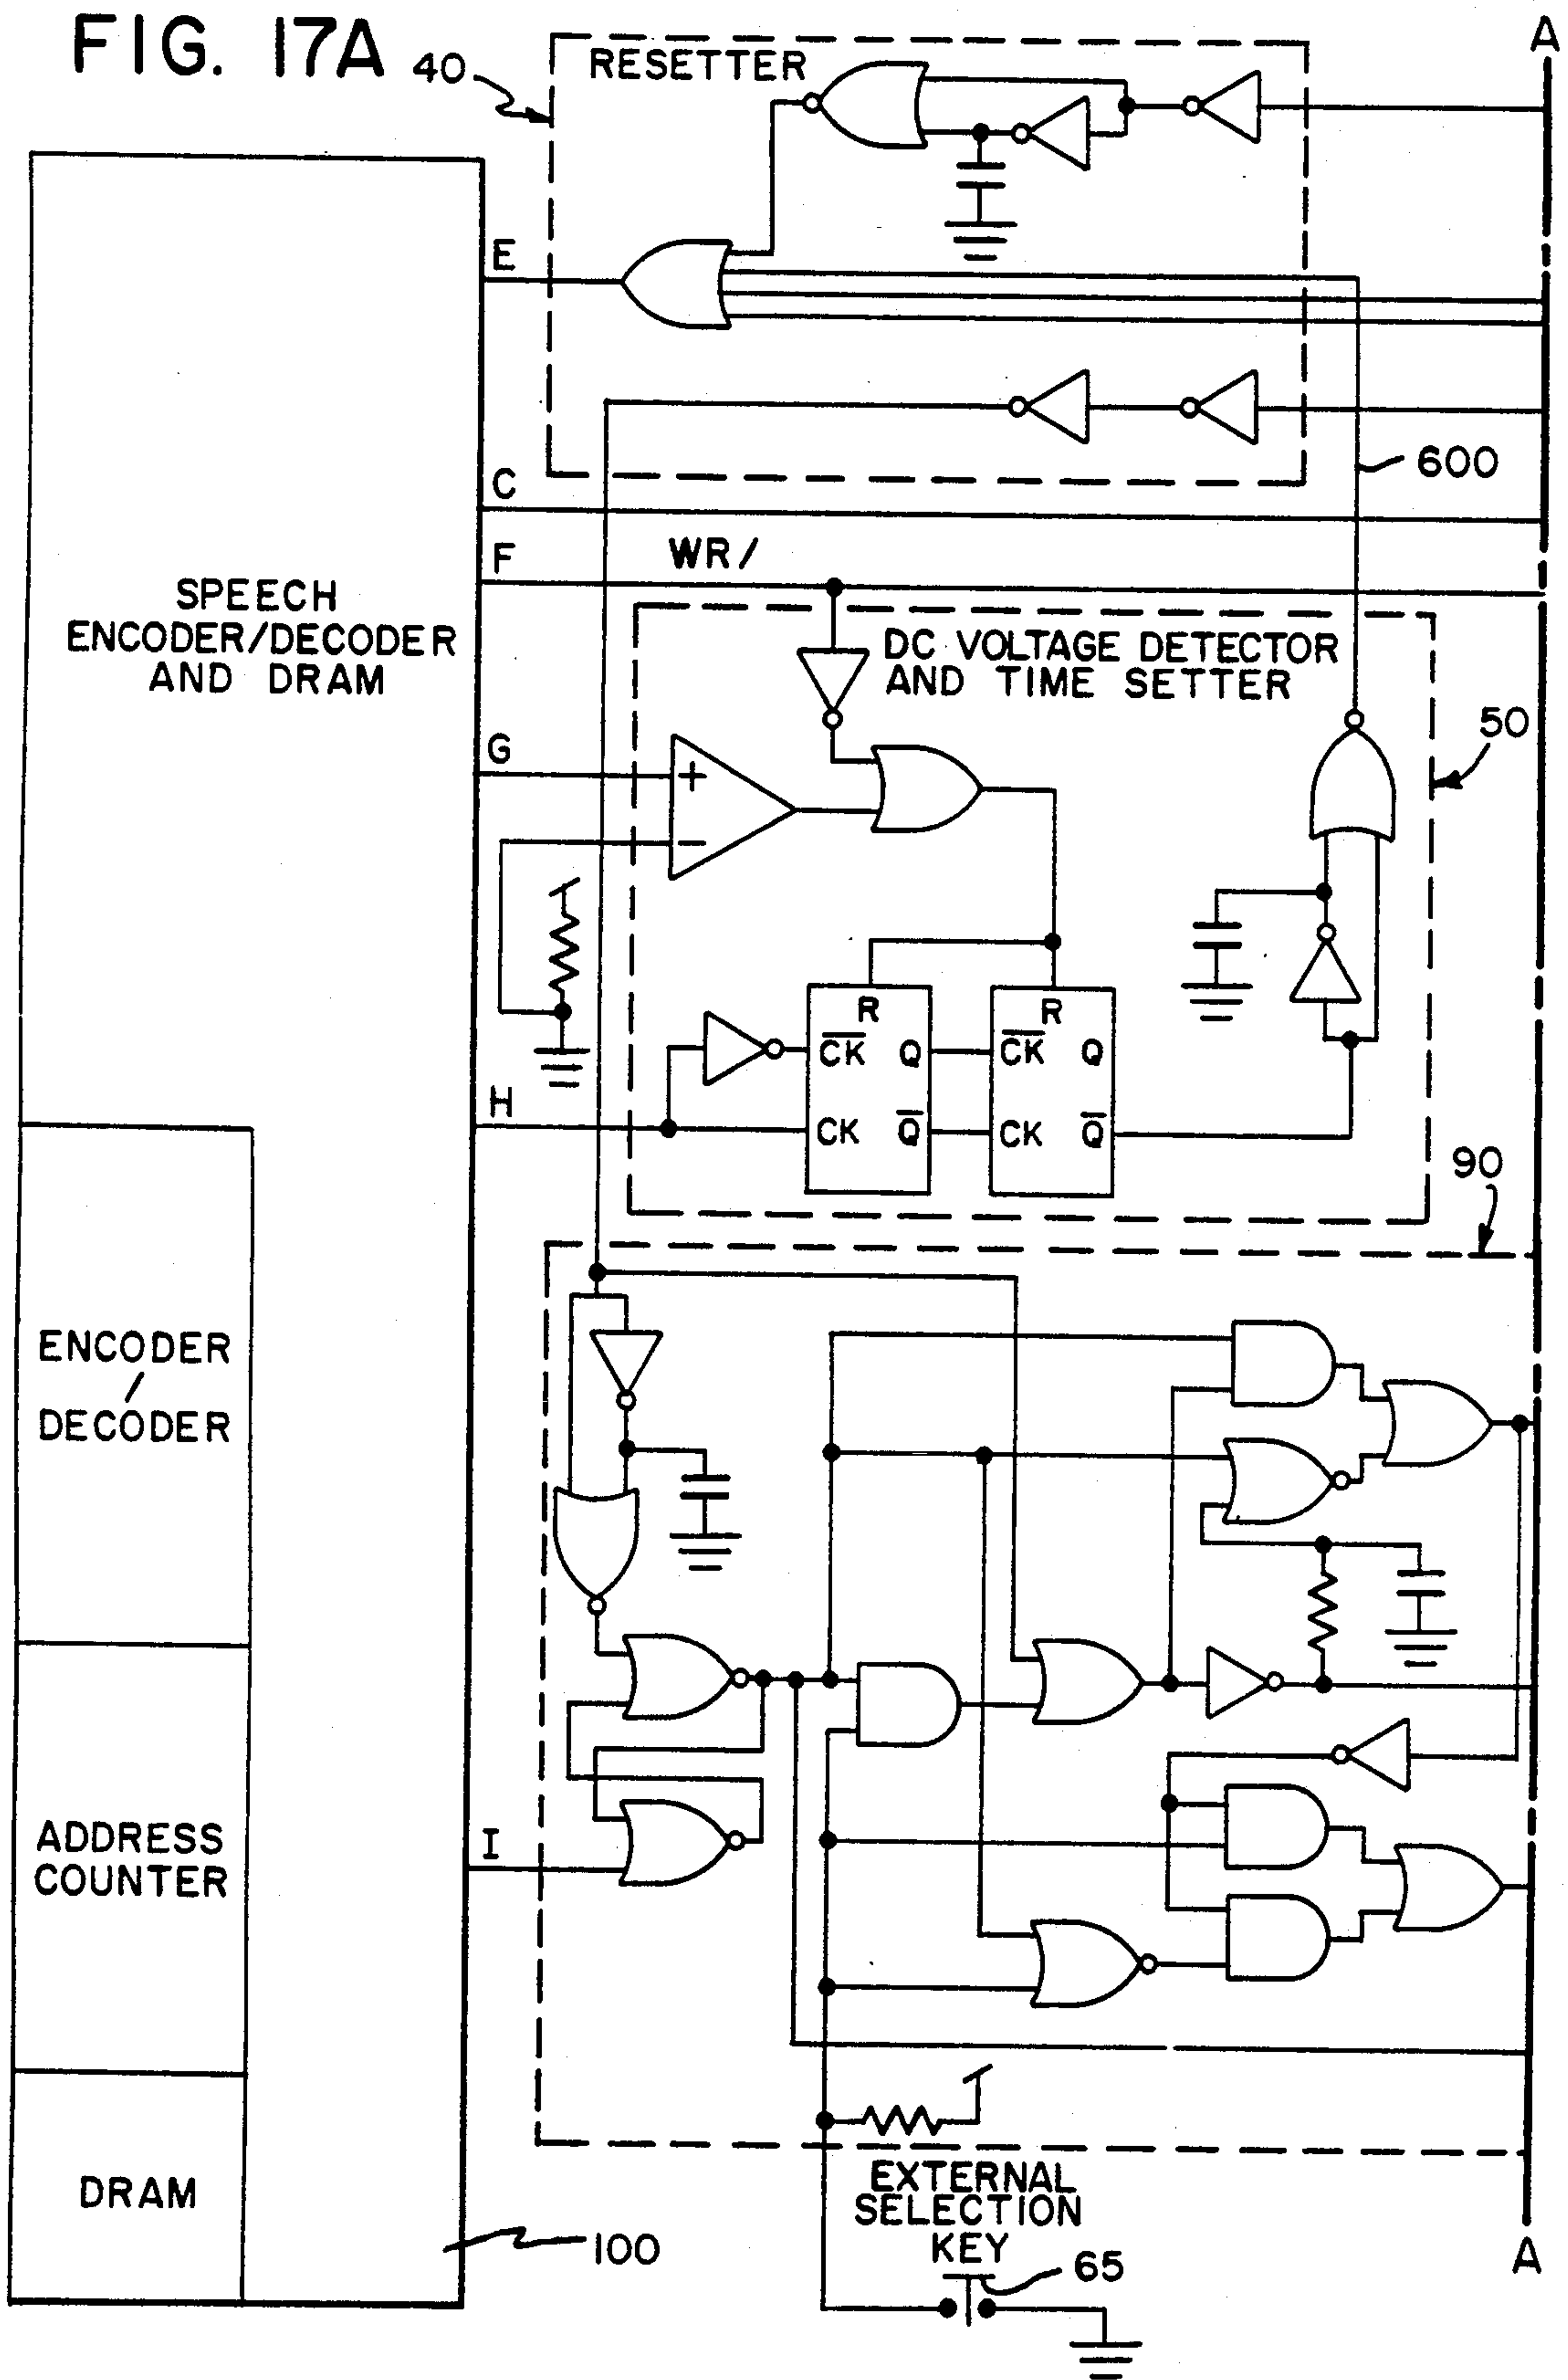 FIG. 17A
40
RESETTER
A
E
600
C
F
WR/
SPEECH
ENCODER/DECODER
AND DRAM
DC VOLTAGE DETECTOR
AND TIME SETTER
50
G
+
−
R
R
CK
Q
CK
Q
H
CK
Q
CK
Q
90
ENCODER
/
DECODER
ADDRESS
COUNTER
I
DRAM
EXTERNAL
SELECTION
KEY
65
100
A